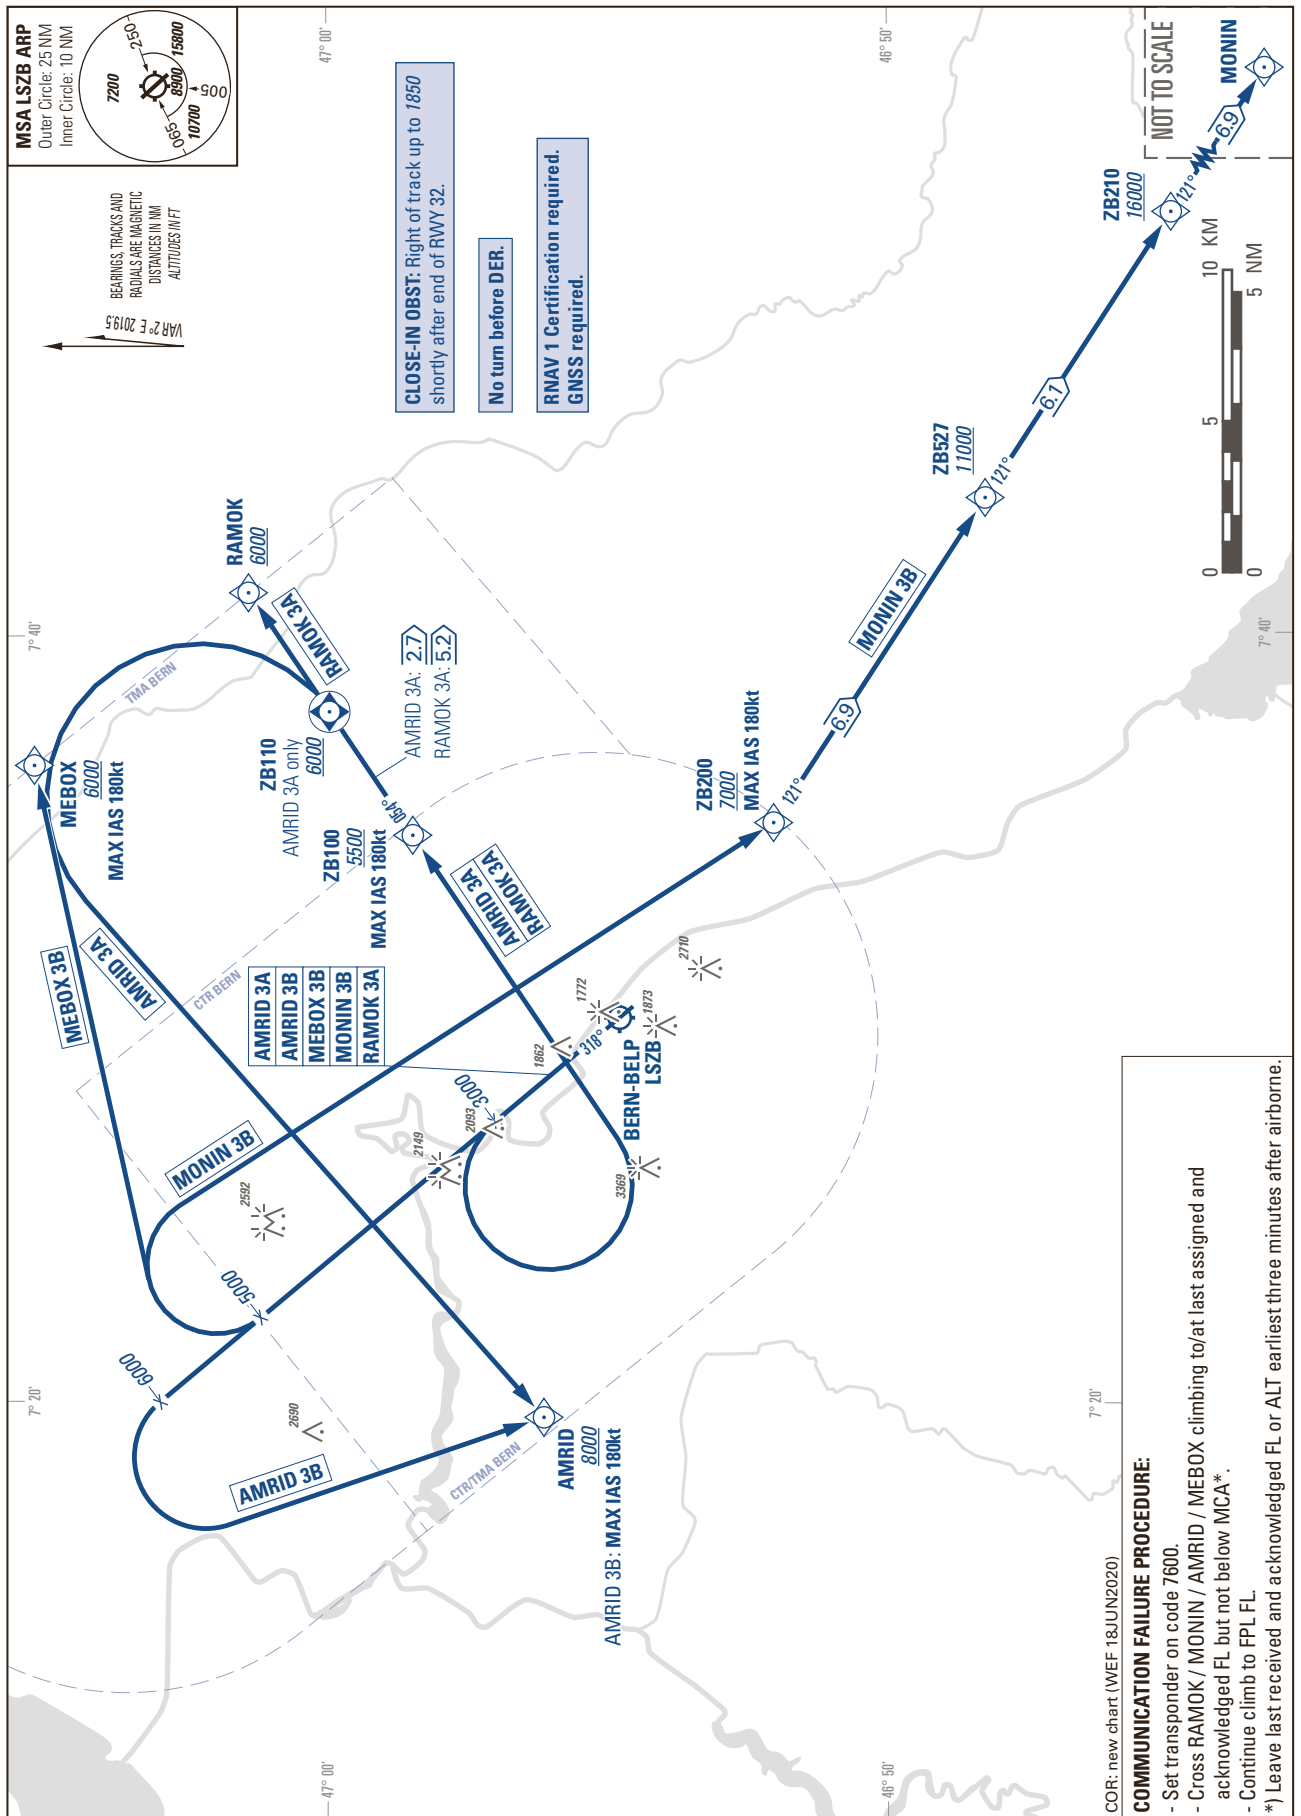 MSA LSZB ARP
Outer Circle: 25 NM
Inner Circle: 10 NM
7200
8900
15800
10700
250
005
065
BEARINGS, TRACKS AND
RADIALS ARE MAGNETIC
DISTANCES IN NM
ALTITUDES IN FT
VAR 2° E 2019.5
CLOSE-IN OBST: Right of track up to 1850
shortly after end of RWY 32.
No turn before DER.
RNAV 1 Certification required.
GNSS required.
47° 00'
46° 50'
7° 40'
7° 40'
7° 20'
7° 20'
47° 00'
46° 50'
NOT TO SCALE
MONIN
6.9
121°
ZB210
16000
6.1
121°
ZB527
11000
MONIN 3B
6.9
121°
ZB200
7000
MAX IAS 180kt
RAMOK
6000
RAMOK 3A
TMA BERN
AMRID 3A: 2.7
RAMOK 3A: 5.2
ZB110
AMRID 3A only
6000
054°
ZB100
5500
MAX IAS 180kt
MEBOX
6000
MAX IAS 180kt
MEBOX 3B
AMRID 3A
AMRID 3A
RAMOK 3A
CTR BERN
AMRID 3A
AMRID 3B
MEBOX 3B
MONIN 3B
RAMOK 3A
MONIN 3B
318°
BERN-BELP
LSZB
1772
1873
2710
1862
2093
2149
3369
2592
2690
3000
5000
6000
AMRID 3B
CTR/TMA BERN
AMRID
8000
AMRID 3B: MAX IAS 180kt
0 5 10 KM
0 5 NM
COR: new chart (WEF 18JUN2020)
COMMUNICATION FAILURE PROCEDURE:
- Set transponder on code 7600.
- Cross RAMOK / MONIN / AMRID / MEBOX climbing to/at last assigned and
acknowledged FL but not below MCA*.
- Continue climb to FPL FL.
*) Leave last received and acknowledged FL or ALT earliest three minutes after airborne.